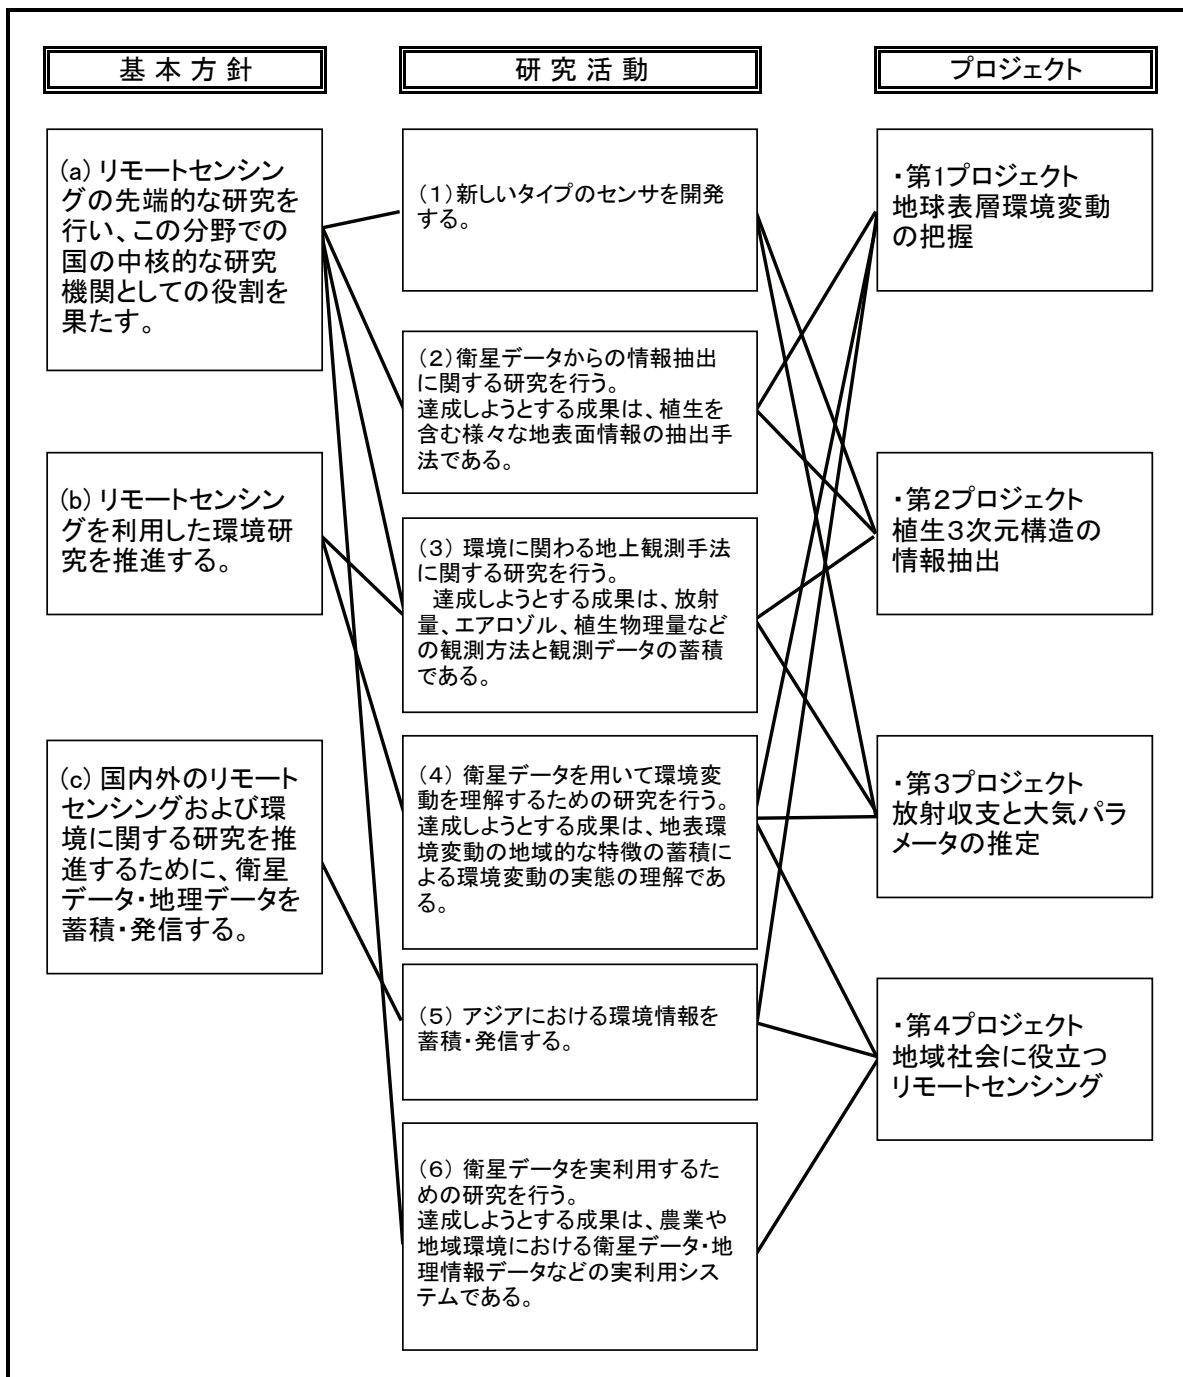 基本方針
研究活動
プロジェクト
(a) リモートセンシン
グの先端的な研究を
行い、この分野での
国の中核的な研究
機関としての役割を
果たす。
(b) リモートセンシン
グを利用した環境研
究を推進する。
(c) 国内外のリモート
センシングおよび環
境に関する研究を推
進するために、衛星
データ・地理データを
蓄積・発信する。
(1)新しいタイプのセンサを開発
する。
(2)衛星データからの情報抽出
に関する研究を行う。
達成しようとする成果は、植生を
含む様々な地表面情報の抽出手
法である。
(3) 環境に関わる地上観測手法
に関する研究を行う。
達成しようとする成果は、放射
量、エアロゾル、植生物理量など
の観測方法と観測データの蓄積
である。
(4) 衛星データを用いて環境変
動を理解するための研究を行う。
達成しようとする成果は、地表環
境変動の地域的な特徴の蓄積に
よる環境変動の実態の理解であ
る。
(5) アジアにおける環境情報を
蓄積・発信する。
(6) 衛星データを実利用するた
めの研究を行う。
達成しようとする成果は、農業や
地域環境における衛星データ・地
理情報データなどの実利用シス
テムである。
・第1プロジェクト
地球表層環境変動
の把握
・第2プロジェクト
植生3次元構造の
情報抽出
・第3プロジェクト
放射収支と大気パラ
メータの推定
・第4プロジェクト
地域社会に役立つ
リモートセンシング